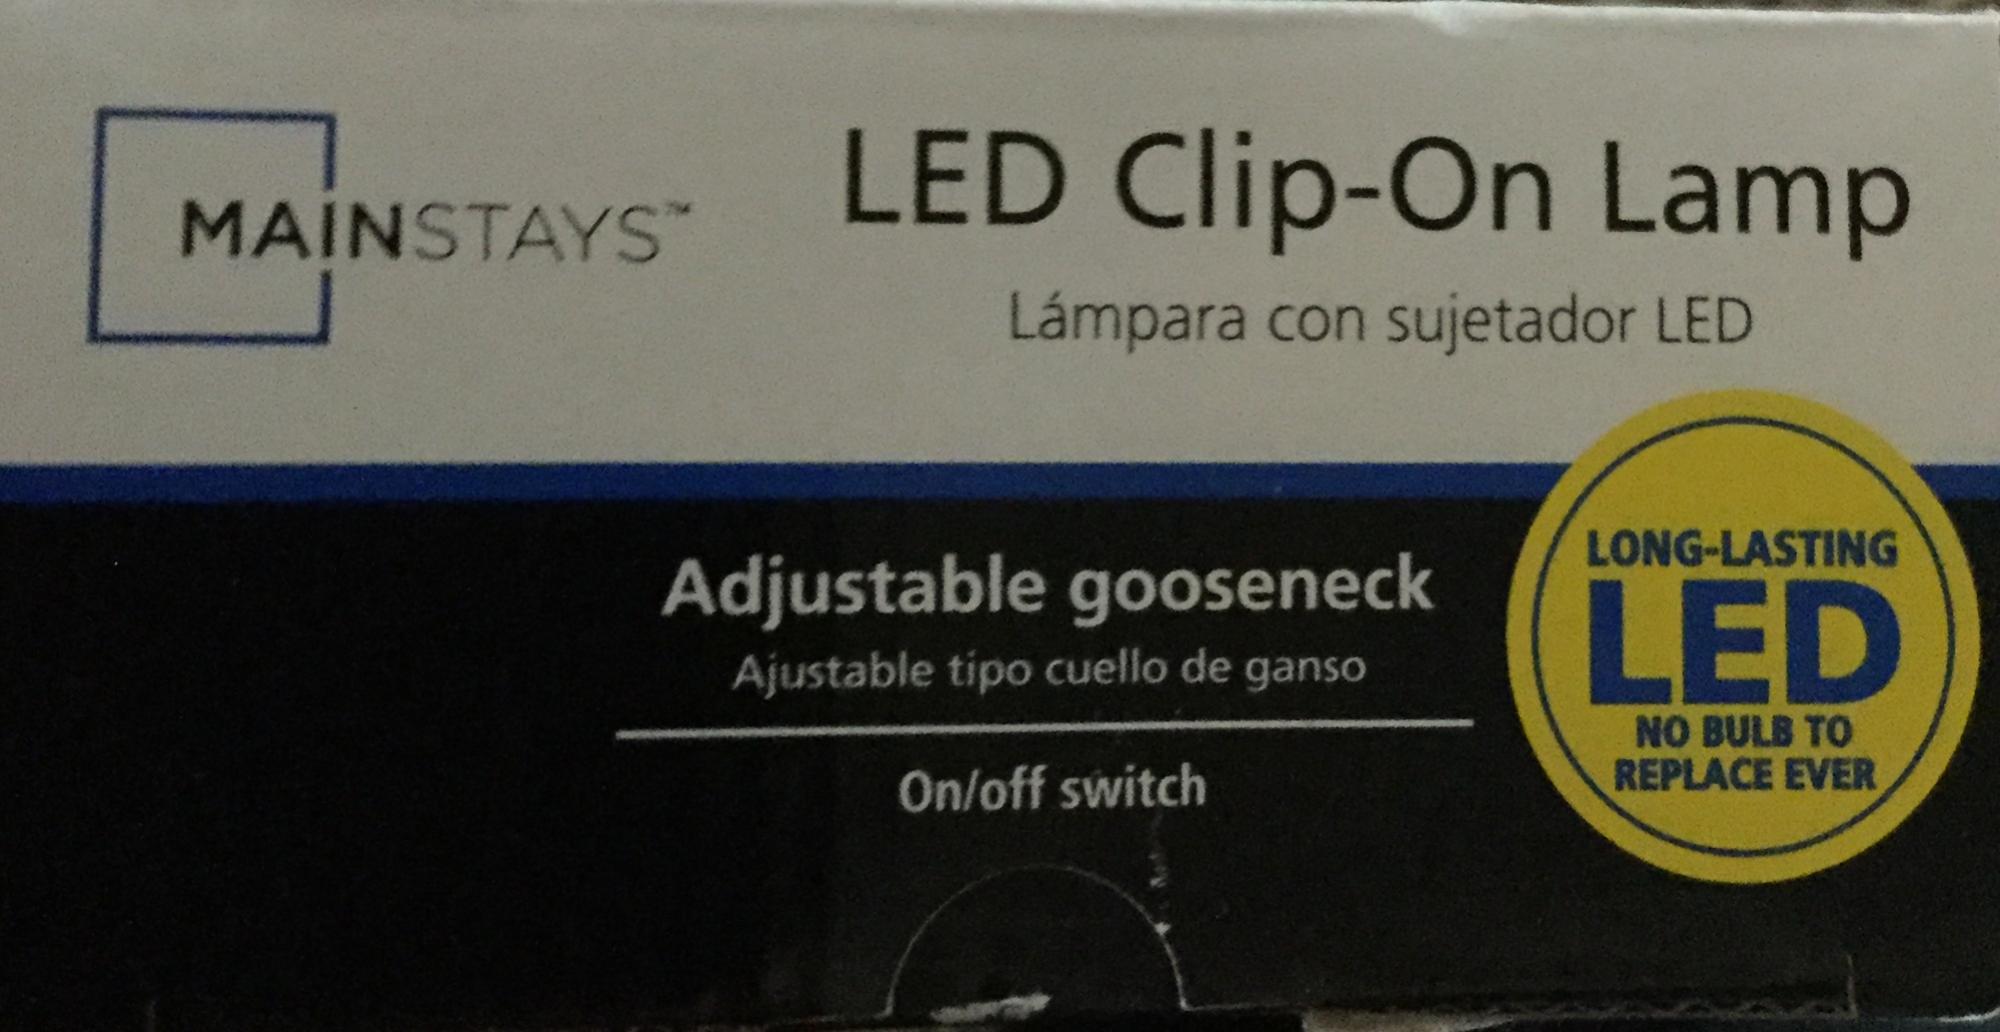 MAINSTAYS™
LED Clip-On Lamp
Lámpara con sujetador LED
Adjustable gooseneck
Ajustable tipo cuello de ganso
On/off switch
LONG-LASTING
LED
NO BULB TO
REPLACE EVER